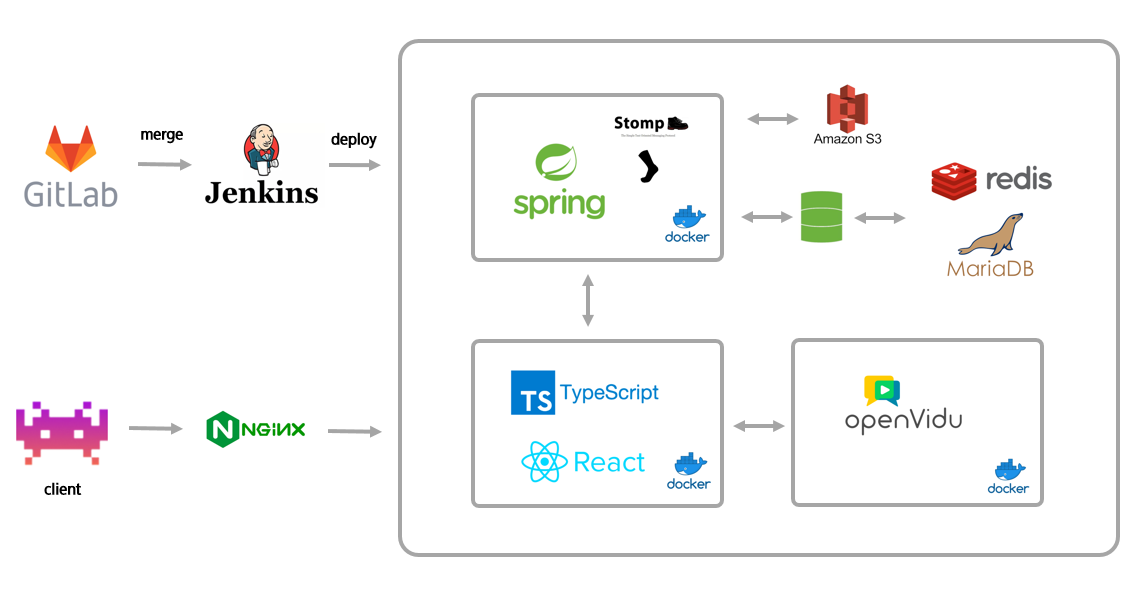 merge
deploy
GitLab
Jenkins
Stomp
spring
docker
Amazon S3
redis
MariaDB
TS TypeScript
React
docker
openVidu
docker
client
N NGiNX